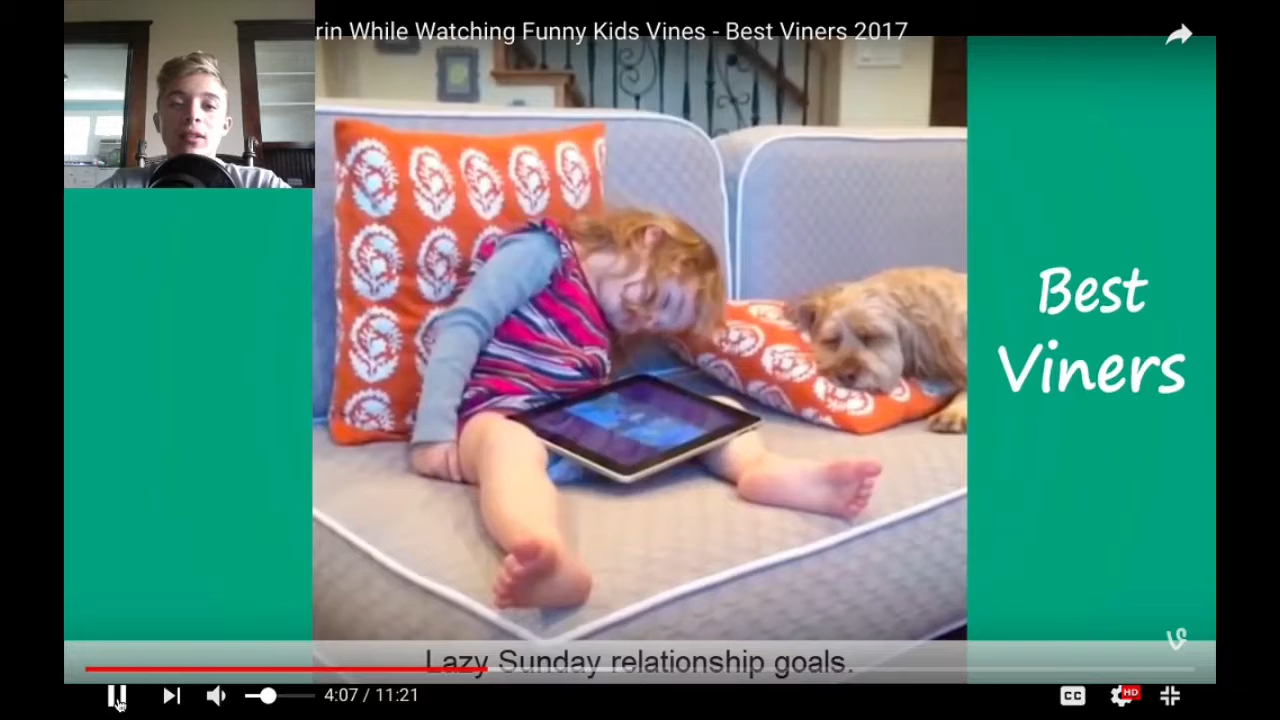 rin While Watching Funny Kids Vines - Best Viners 2017
Best
Viners
Lazy Sunday relationship goals.
4:07 / 11:21
CC
HD